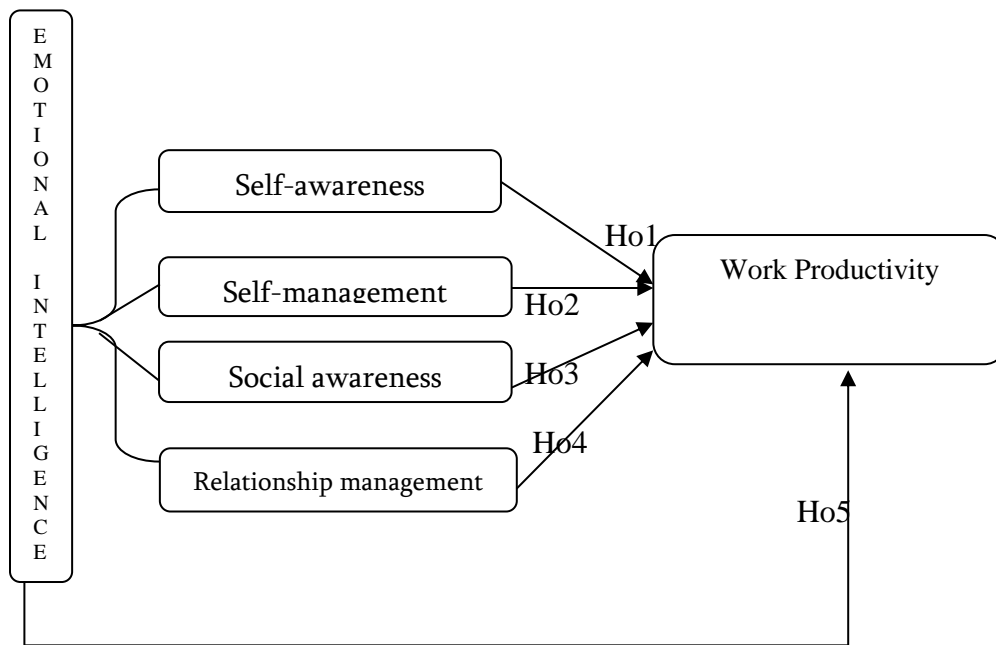 EMOTIONAL INTELLIGENCE
Self-awareness
Ho1
Work Productivity
Self-management
Ho2
Social awareness
Ho3
Ho4
Relationship management
Ho5